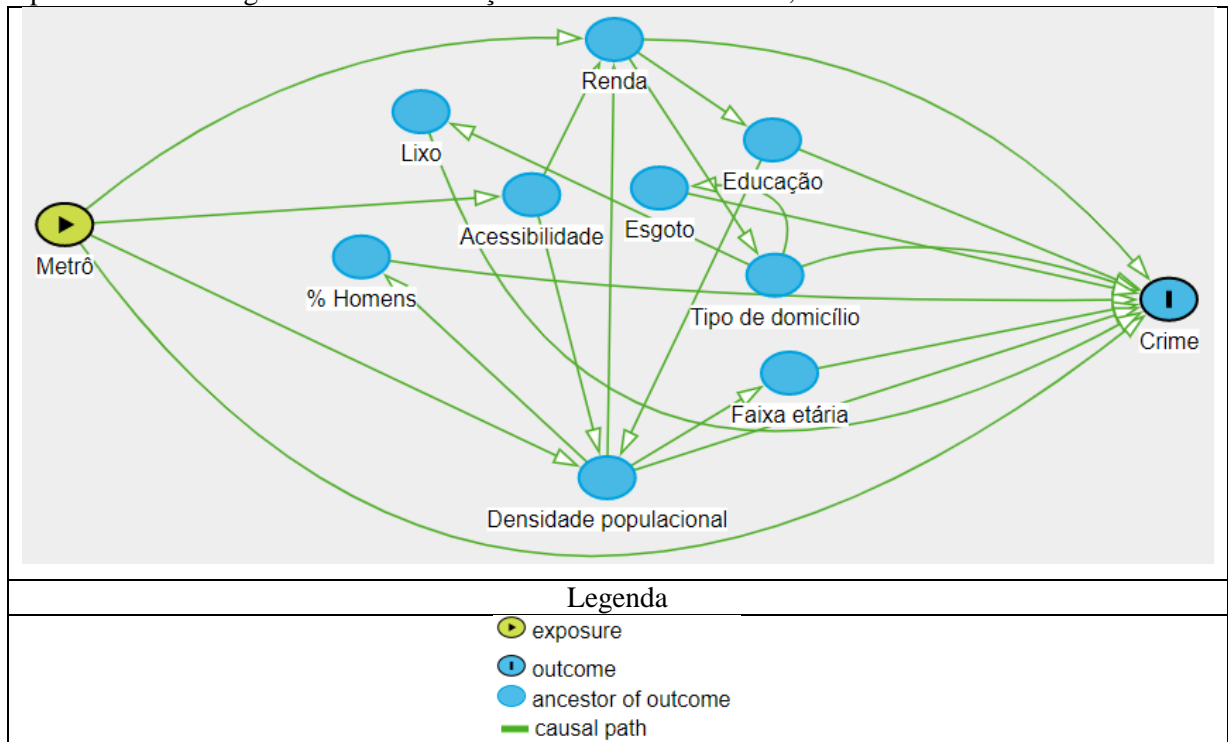 Renda
Lixo
Educação
Acessibilidade
Esgoto
Metrô
% Homens
Tipo de domicílio
Crime
Faixa etária
Densidade populacional
Legenda
exposure
outcome
ancestor of outcome
causal path